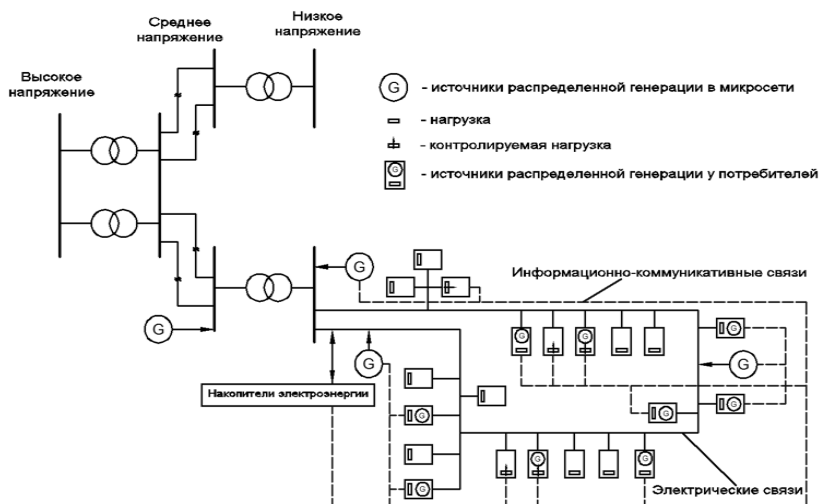 Среднее
напряжение
Низкое
напряжение
Высокое
напряжение
G - источники распределенной генерации в микросети
- нагрузка
- контролируемая нагрузка
G - источники распределенной генерации у потребителей
G
Информационно-коммуникативные связи
G
G
G
G
G
G
G
Накопители электроэнергии
G
G
G
G
G
G
Электрические связи